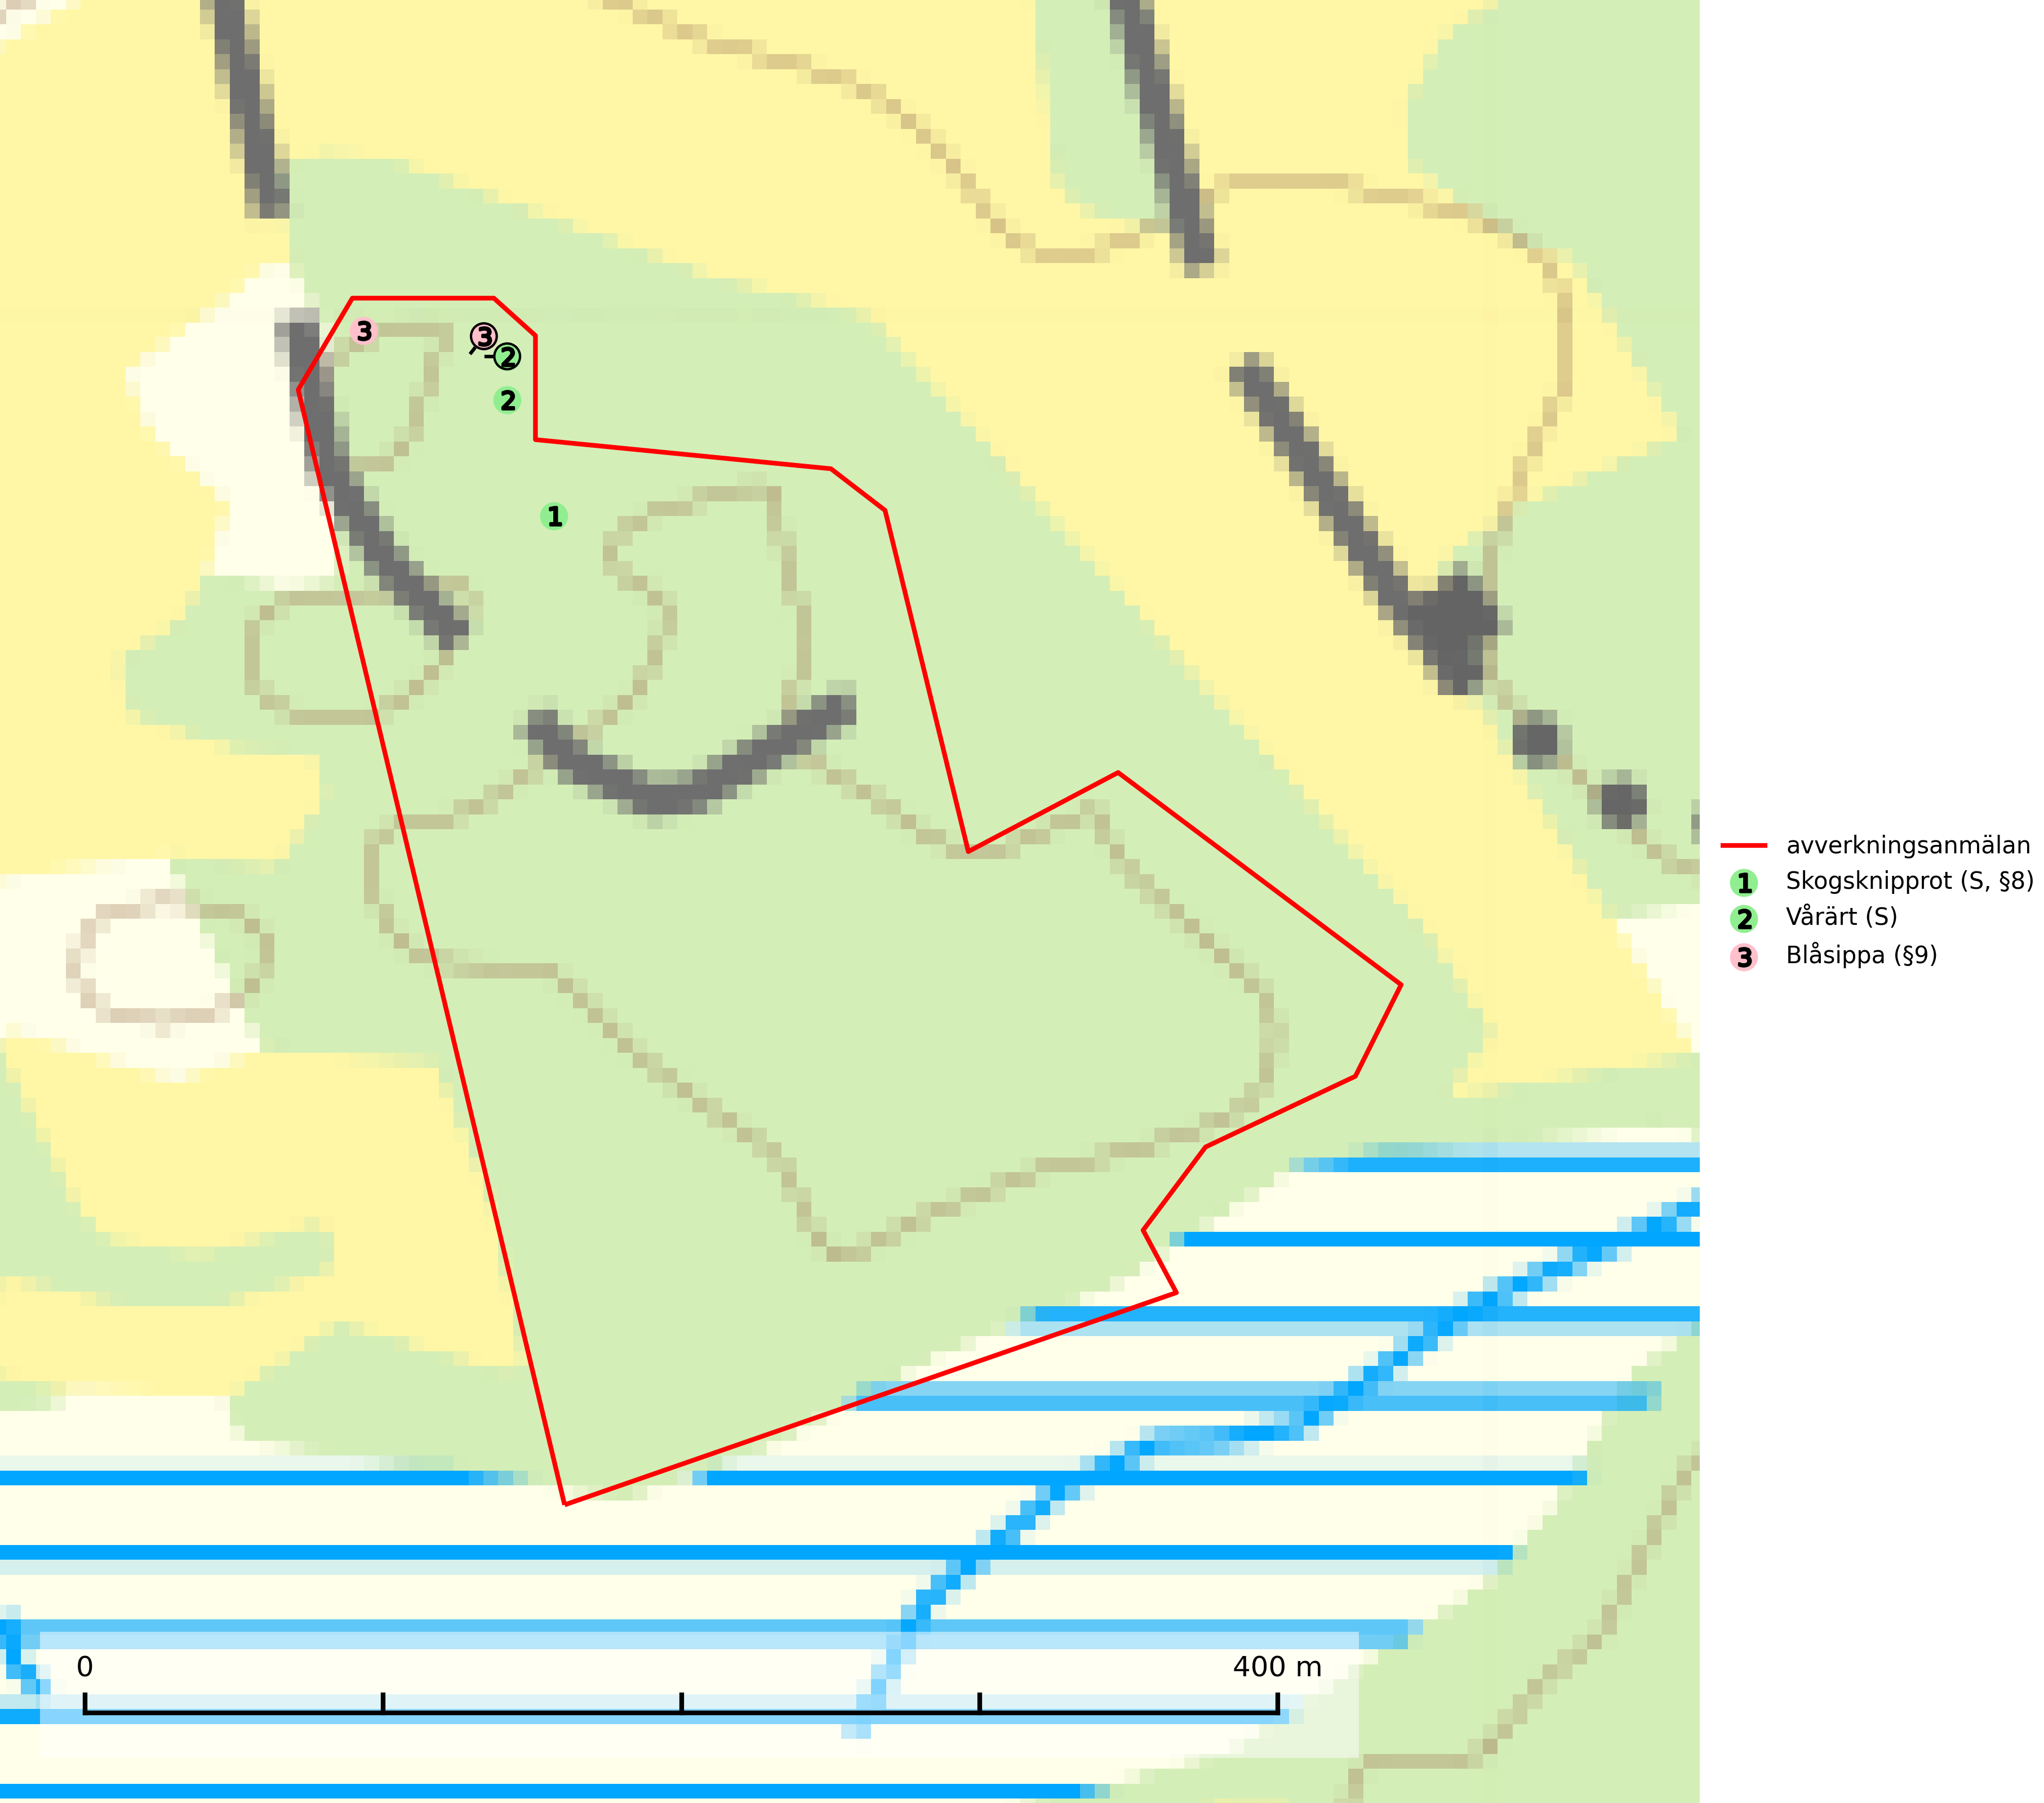 3
3
2
2
1
avverkningsanmälan
1 Skogsknipprot (S, §8)
2 Vårärt (S)
3 Blåsippa (§9)
0 400 m